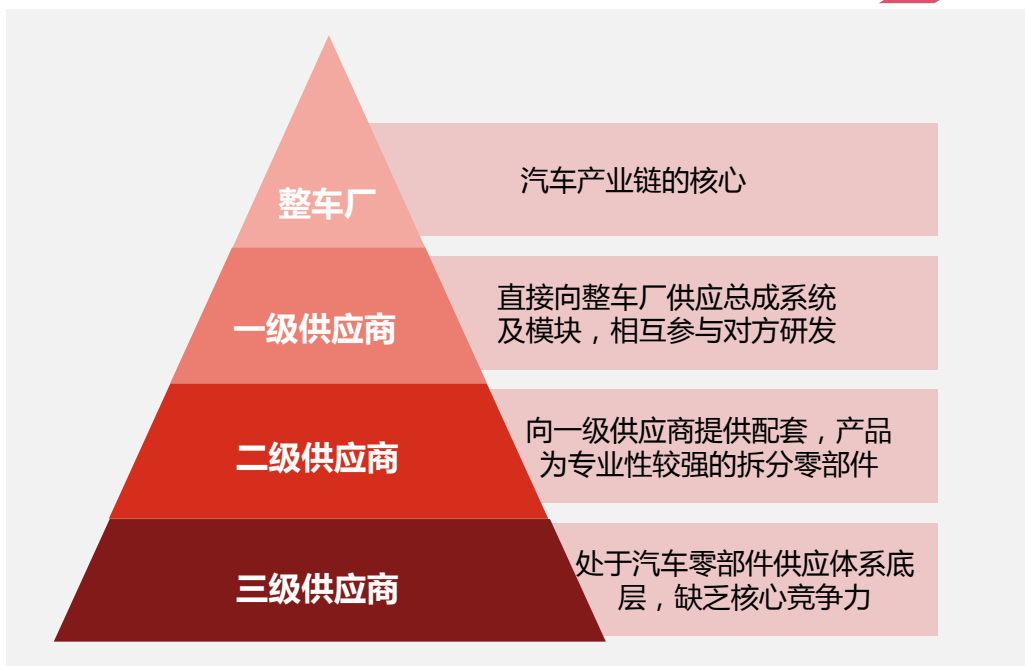 整车厂
汽车产业链的核心
一级供应商
直接向整车厂供应总成系统
及模块，相互参与对方研发
二级供应商
向一级供应商提供配套，产品
为专业性较强的拆分零部件
三级供应商
处于汽车零部件供应体系底
层，缺乏核心竞争力